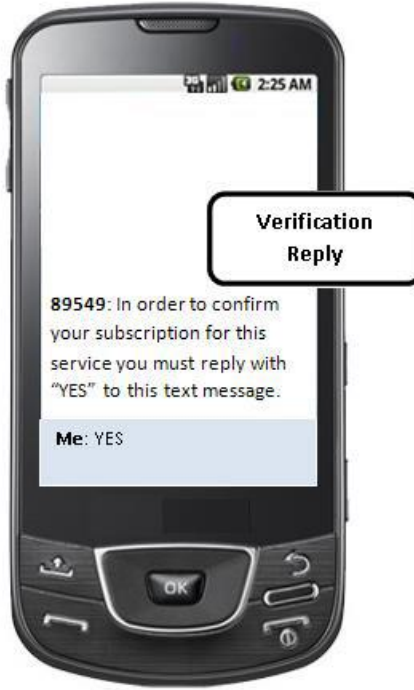 2:25 AM
Verification
Reply
89549: In order to confirm
your subscription for this
service you must reply with
“YES” to this text message.
Me: YES
OK